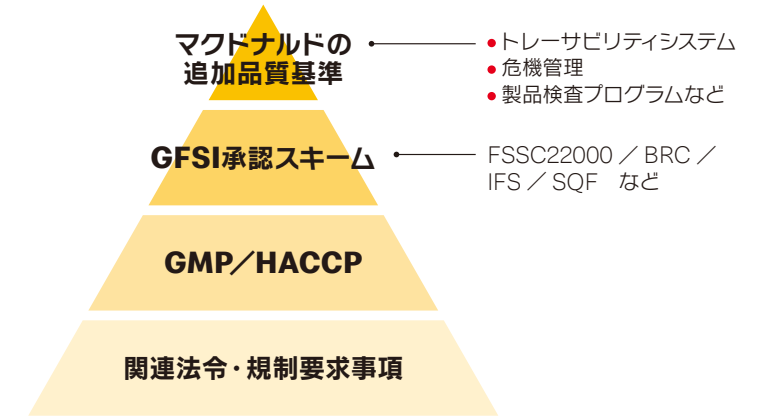 マクドナルドの
追加品質基準
●トレーサビリティシステム
●危機管理
●製品検査プログラムなど
GFSI承認スキーム
FSSC22000 ／ BRC ／
IFS ／ SQF　など
GMP／HACCP
関連法令・規制要求事項